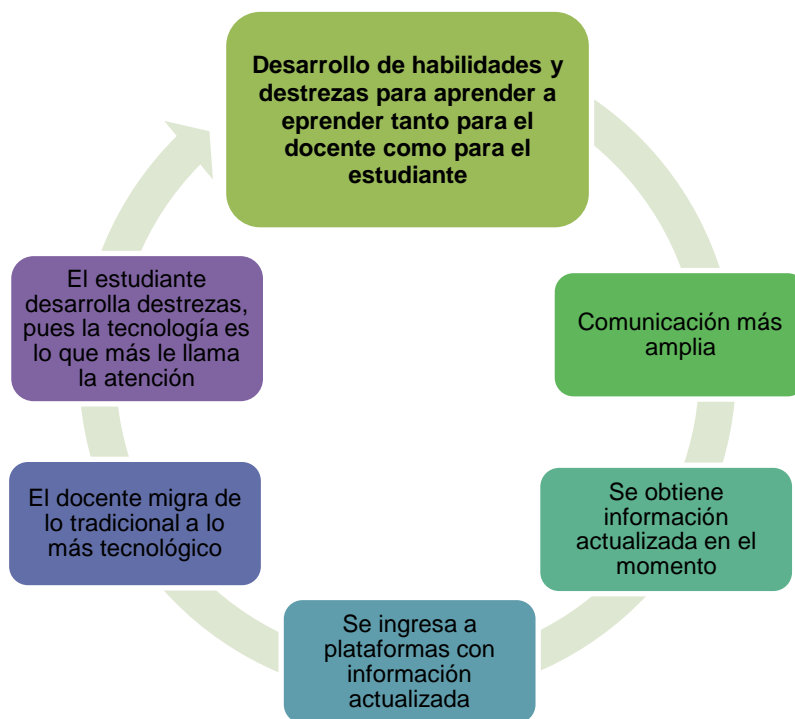 Desarrollo de habilidades y
destrezas para aprender a
eprender tanto para el
docente como para el
estudiante
Comunicación más
amplia
Se obtiene
información
actualizada en el
momento
Se ingresa a
plataformas con
información
actualizada
El docente migra de
lo tradicional a lo
más tecnológico
El estudiante
desarrolla destrezas,
pues la tecnología es
lo que más le llama
la atención